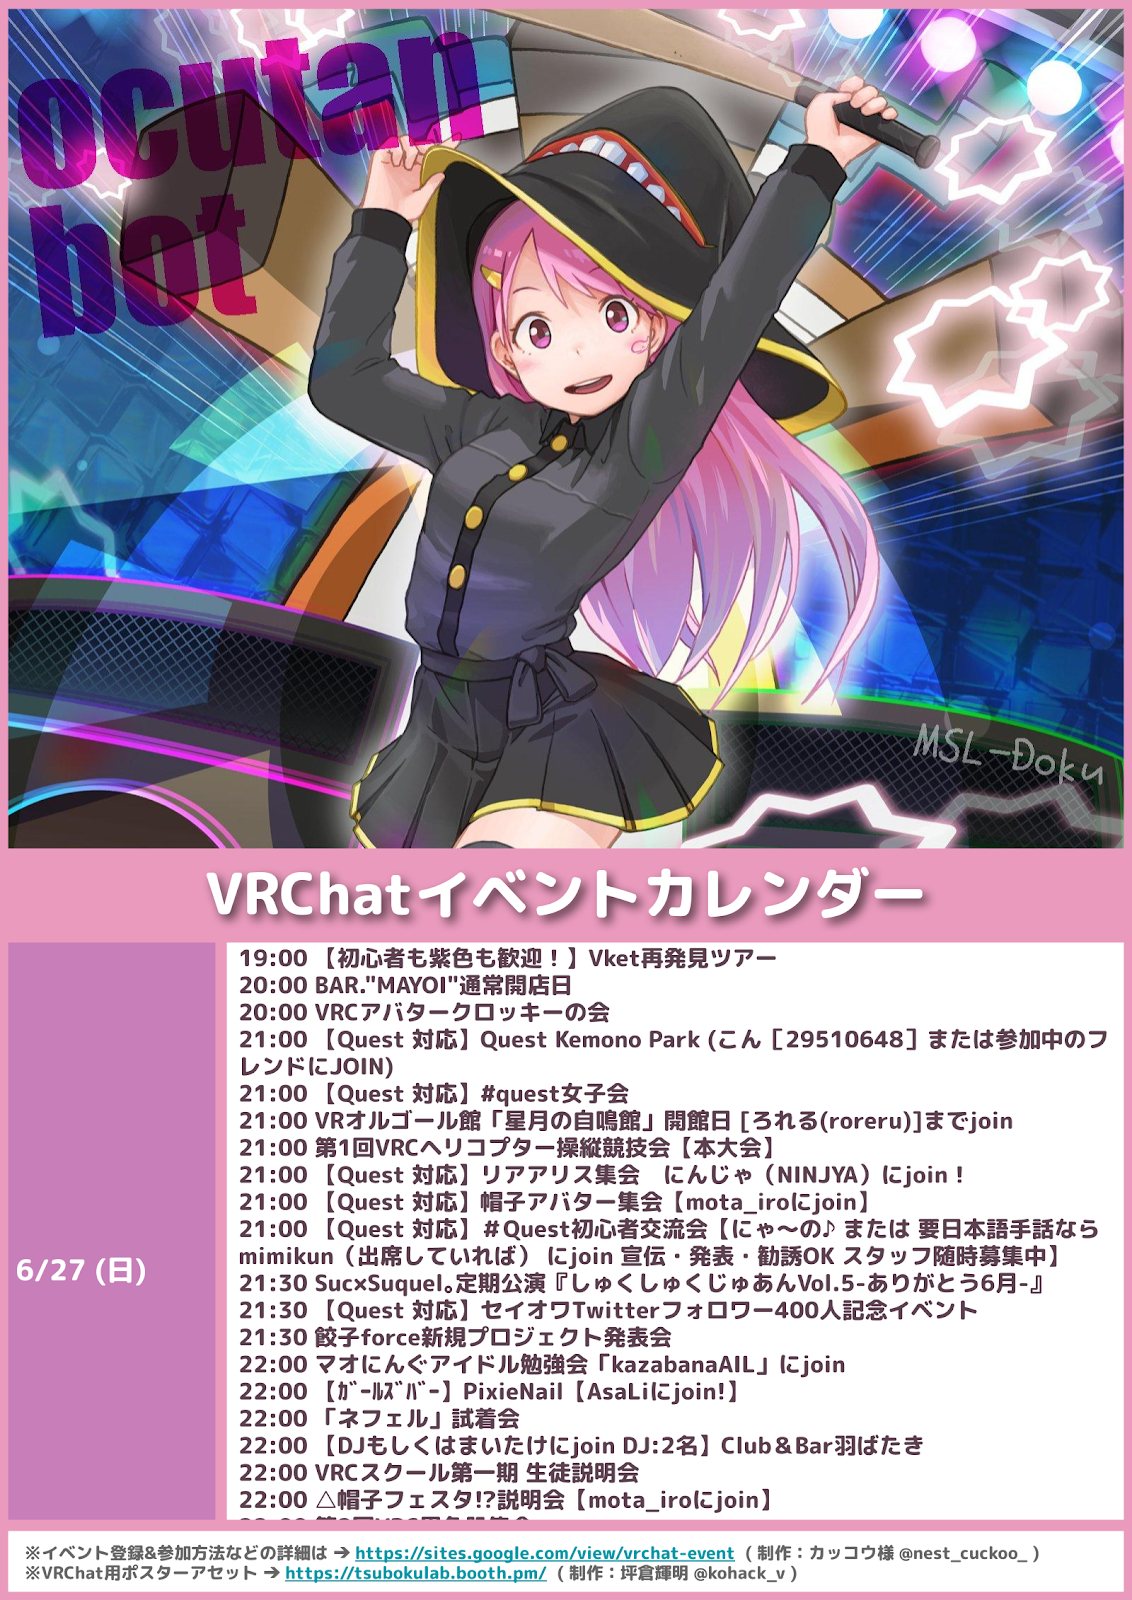 ocutan
bot
MSL-Doku
VRChatイベントカレンダー
6/27 (日)
19:00 【初心者も紫色も歓迎！】Vket再発見ツアー
20:00 BAR."MAYOI"通常開店日
20:00 VRCアバタークロッキーの会
21:00 【Quest 対応】Quest Kemono Park (こん［29510648］または参加中のフ
レンドにJOIN)
21:00 【Quest 対応】#quest女子会
21:00 VRオルゴール館「星月の自鳴館」開館日 [ろれる(roreru)]までjoin
21:00 第1回VRCヘリコプター操縦競技会【本大会】
21:00 【Quest 対応】リアアリス集会　にんじゃ（NINJYA）にjoin！
21:00 【Quest 対応】帽子アバター集会【mota_iroにjoin】
21:00 【Quest 対応】＃Quest初心者交流会【にゃ～の♪ または 要日本語手話なら
mimikun（出席していれば） にjoin 宣伝・発表・勧誘OK スタッフ随時募集中】
21:30 Suc×Suquel｡定期公演『しゅくしゅくじゅあんVol.5-ありがとう6月-』
21:30 【Quest 対応】セイオワTwitterフォロワー400人記念イベント
21:30 餃子force新規プロジェクト発表会
22:00 マオにんぐアイドル勉強会「kazabanaAIL」にjoin
22:00 【ｶﾞｰﾙｽﾞﾊﾞｰ】PixieNail【AsaLiにjoin!】
22:00 「ネフェル」試着会
22:00 【DJもしくはまいたけにjoin DJ:2名】Club＆Bar羽ばたき
22:00 VRCスクール第一期 生徒説明会
22:00 △帽子フェスタ!?説明会【mota_iroにjoin】
※イベント登録&参加方法などの詳細は ➔ https://sites.google.com/view/vrchat-event （ 制作：カッコウ様 @nest_cuckoo_ ）
※VRChat用ポスターアセット ➔ https://tsubokulab.booth.pm/ （ 制作：坪倉輝明 @kohack_v ）